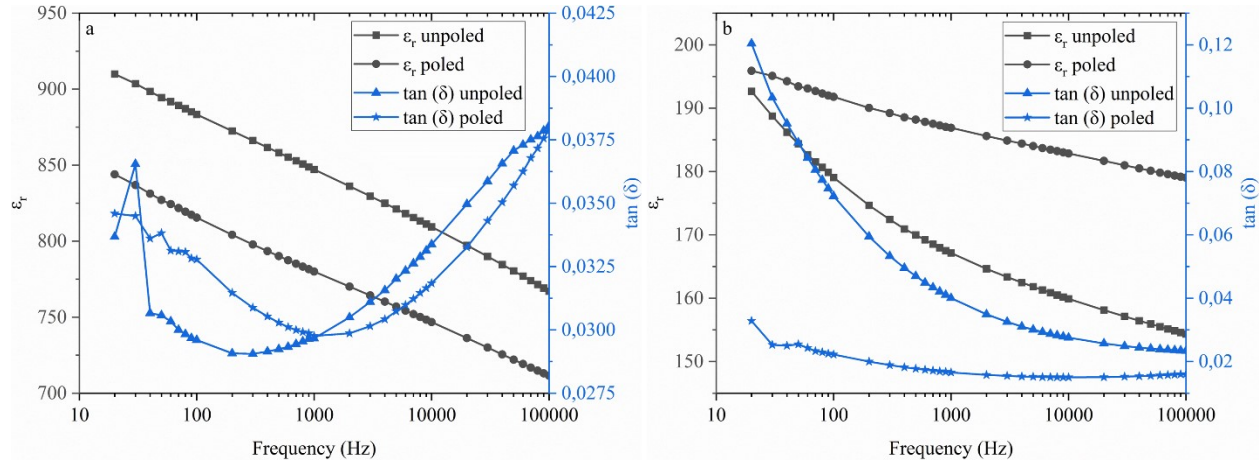 a
εr unpoled
εr poled
tan (δ) unpoled
tan (δ) poled
950
900
850
800
750
700
εr
10
100
1000
10000
100000
Frequency (Hz)
0,0425
0,0400
0,0375
0,0350
0,0325
0,0300
0,0275
tan (δ)
b
εr unpoled
εr poled
tan (δ) unpoled
tan (δ) poled
200
190
180
170
160
150
εr
10
100
1000
10000
100000
Frequency (Hz)
0,12
0,10
0,08
0,06
0,04
0,02
tan (δ)